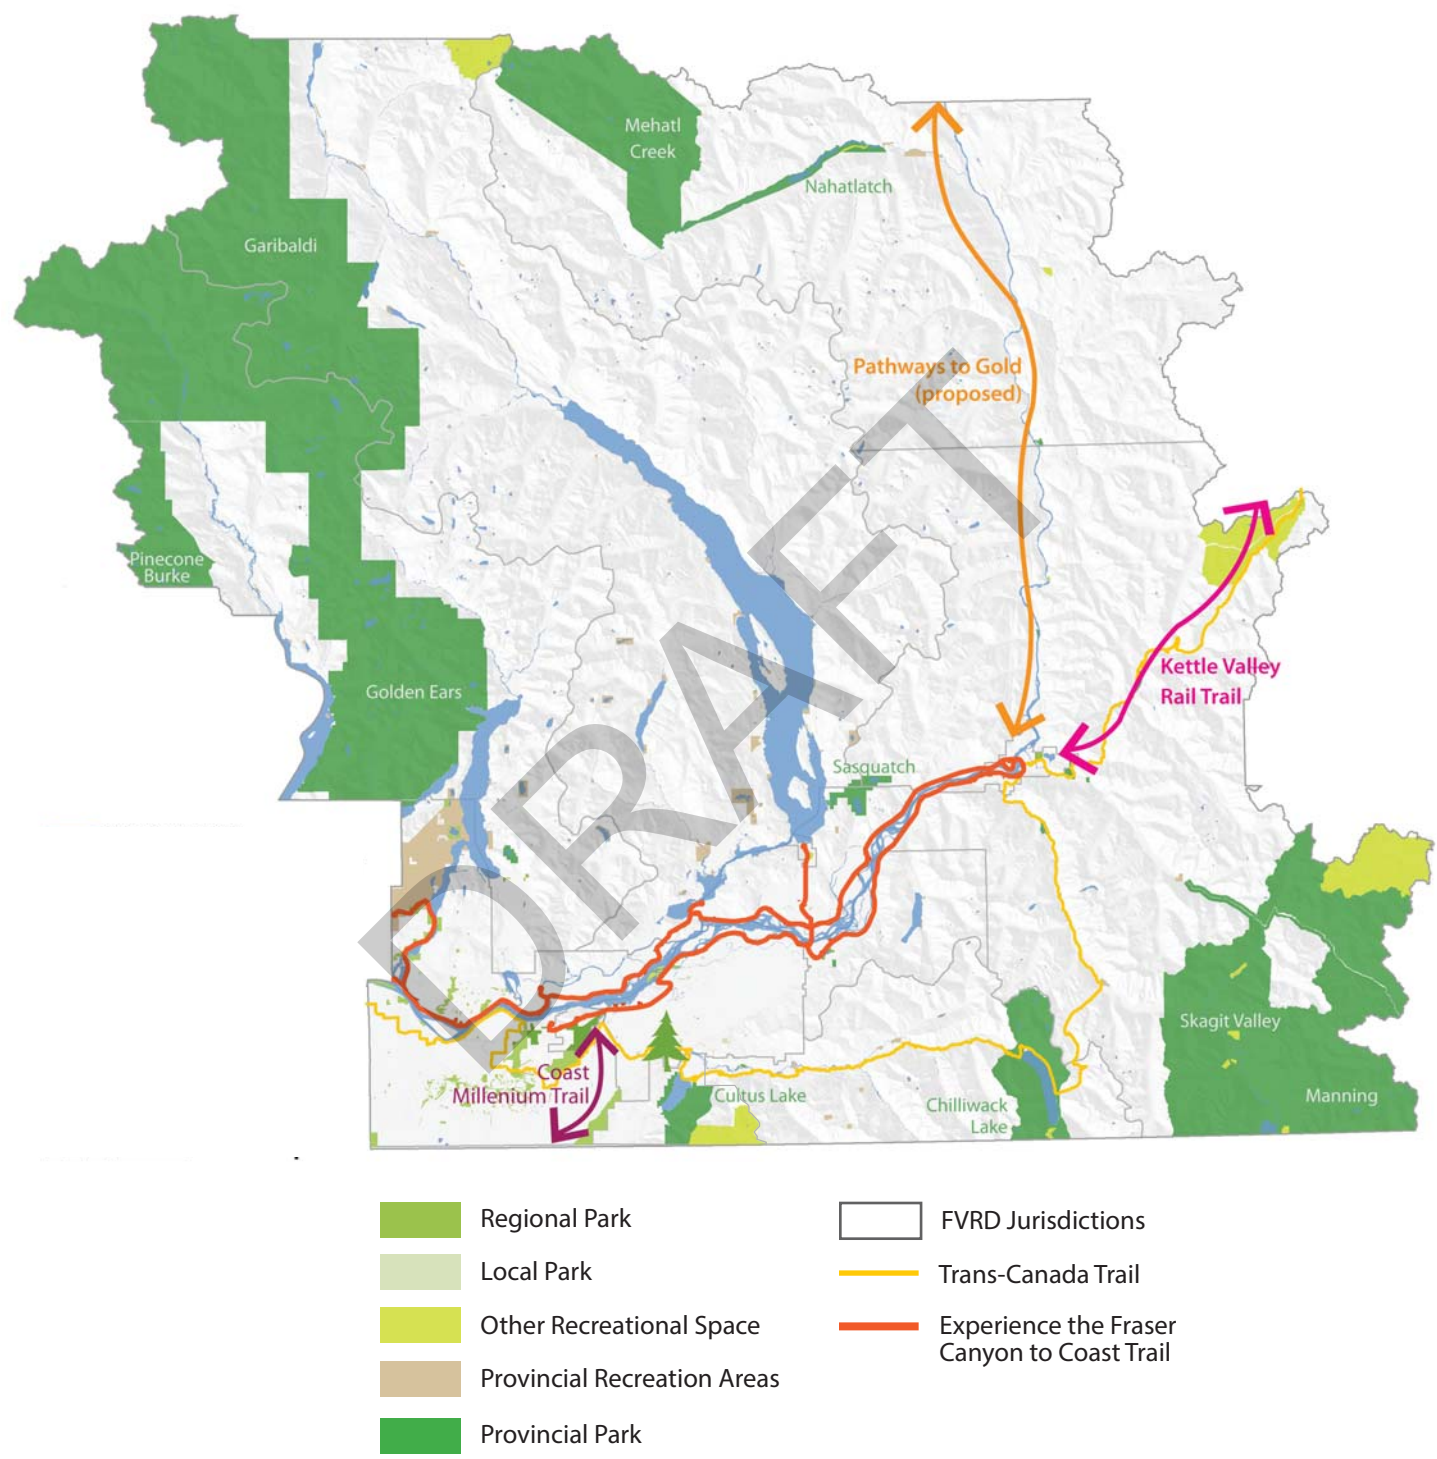 Mehatl
Creek
Nahatlatch
Garibaldi
Pathways to Gold
(proposed)
Pinecone
Burke
Kettle Valley
Rail Trail
Golden Ears
Sasquatch
DRAFT
Skagit Valley
Coast
Millenium Trail
Cultus Lake
Chilliwack
Lake
Manning
Regional Park
Local Park
Other Recreational Space
Provincial Recreation Areas
Provincial Park
FVRD Jurisdictions
Trans-Canada Trail
Experience the Fraser
Canyon to Coast Trail